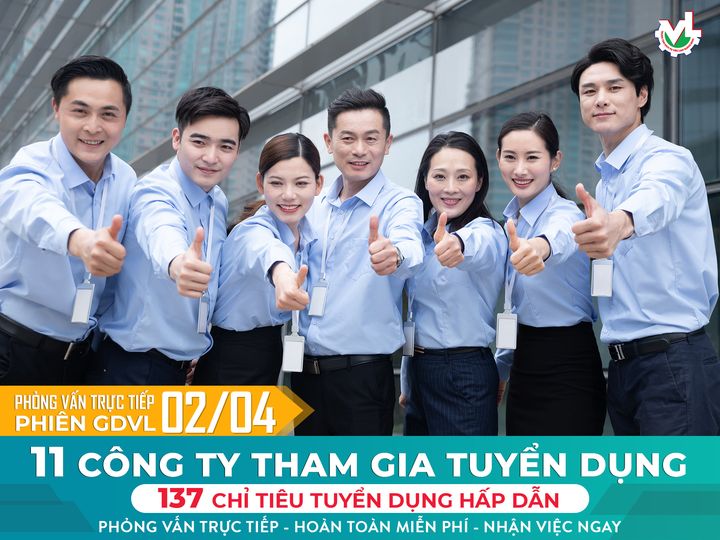 PHỎNG VẤN TRỰC TIẾP
PHIÊN GDVL 02/04
11 CÔNG TY THAM GIA TUYỂN DỤNG
137 CHỈ TIÊU TUYỂN DỤNG HẤP DẪN
PHỎNG VẤN TRỰC TIẾP - HOÀN TOÀN MIỄN PHÍ - NHẬN VIỆC NGAY